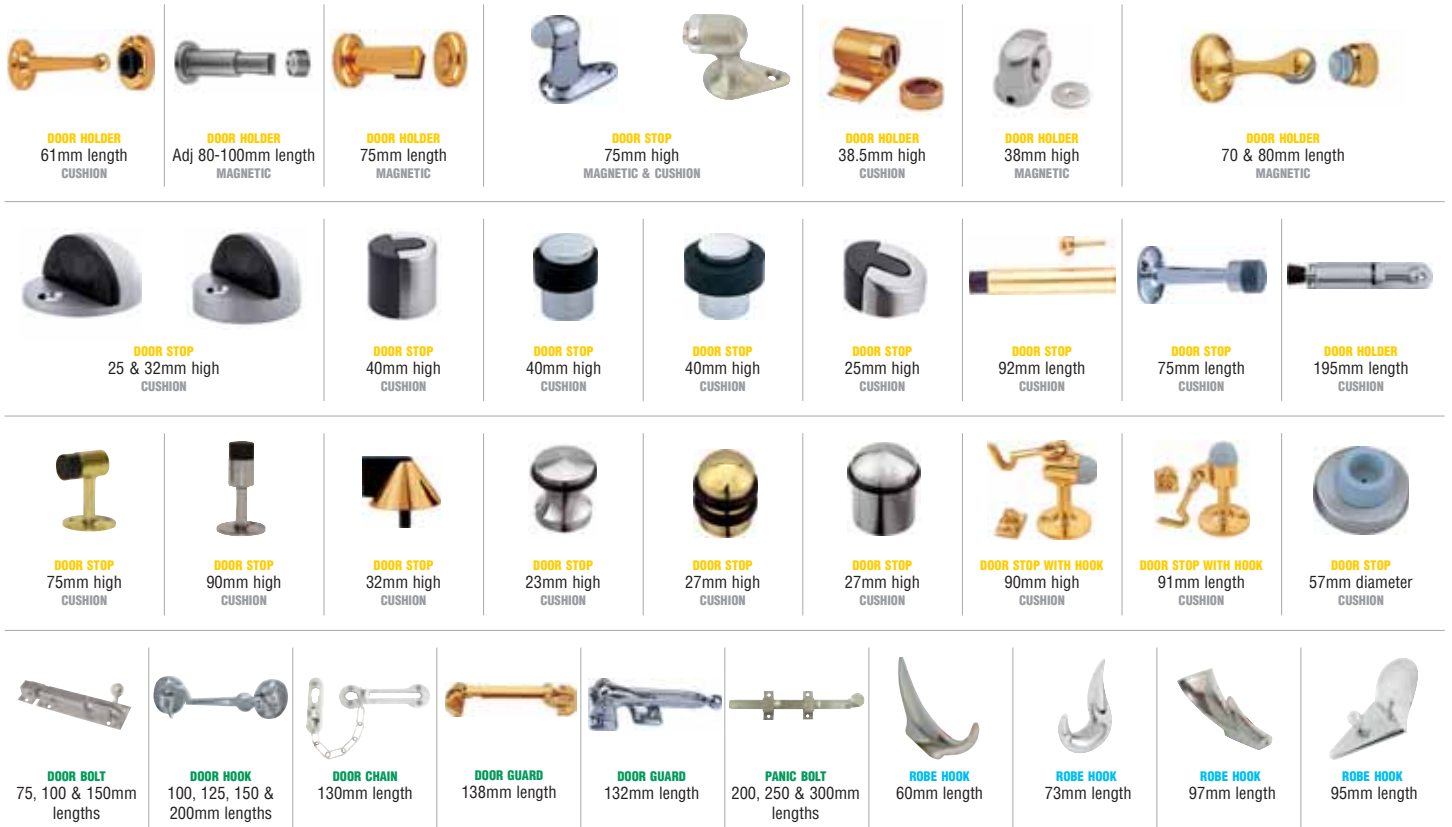 DOOR HOLDER
61mm length
CUSHION
DOOR HOLDER
Adj 80-100mm length
MAGNETIC
DOOR HOLDER
75mm length
MAGNETIC
DOOR STOP
75mm high
MAGNETIC & CUSHION
DOOR HOLDER
38.5mm high
CUSHION
DOOR HOLDER
38mm high
MAGNETIC
DOOR HOLDER
70 & 80mm length
MAGNETIC
DOOR STOP
25 & 32mm high
CUSHION
DOOR STOP
40mm high
CUSHION
DOOR STOP
40mm high
CUSHION
DOOR STOP
40mm high
CUSHION
DOOR STOP
25mm high
CUSHION
DOOR STOP
92mm length
CUSHION
DOOR STOP
75mm length
CUSHION
DOOR HOLDER
195mm length
CUSHION
DOOR STOP
75mm high
CUSHION
DOOR STOP
90mm high
CUSHION
DOOR STOP
32mm high
CUSHION
DOOR STOP
23mm high
CUSHION
DOOR STOP
27mm high
CUSHION
DOOR STOP
27mm high
CUSHION
DOOR STOP WITH HOOK
90mm high
CUSHION
DOOR STOP WITH HOOK
91mm length
CUSHION
DOOR STOP
57mm diameter
CUSHION
DOOR BOLT
75, 100 & 150mm
lengths
DOOR HOOK
100, 125, 150 &
200mm lengths
DOOR CHAIN
130mm length
DOOR GUARD
138mm length
DOOR GUARD
132mm length
PANIC BOLT
200, 250 & 300mm
lengths
ROBE HOOK
60mm length
ROBE HOOK
73mm length
ROBE HOOK
97mm length
ROBE HOOK
95mm length